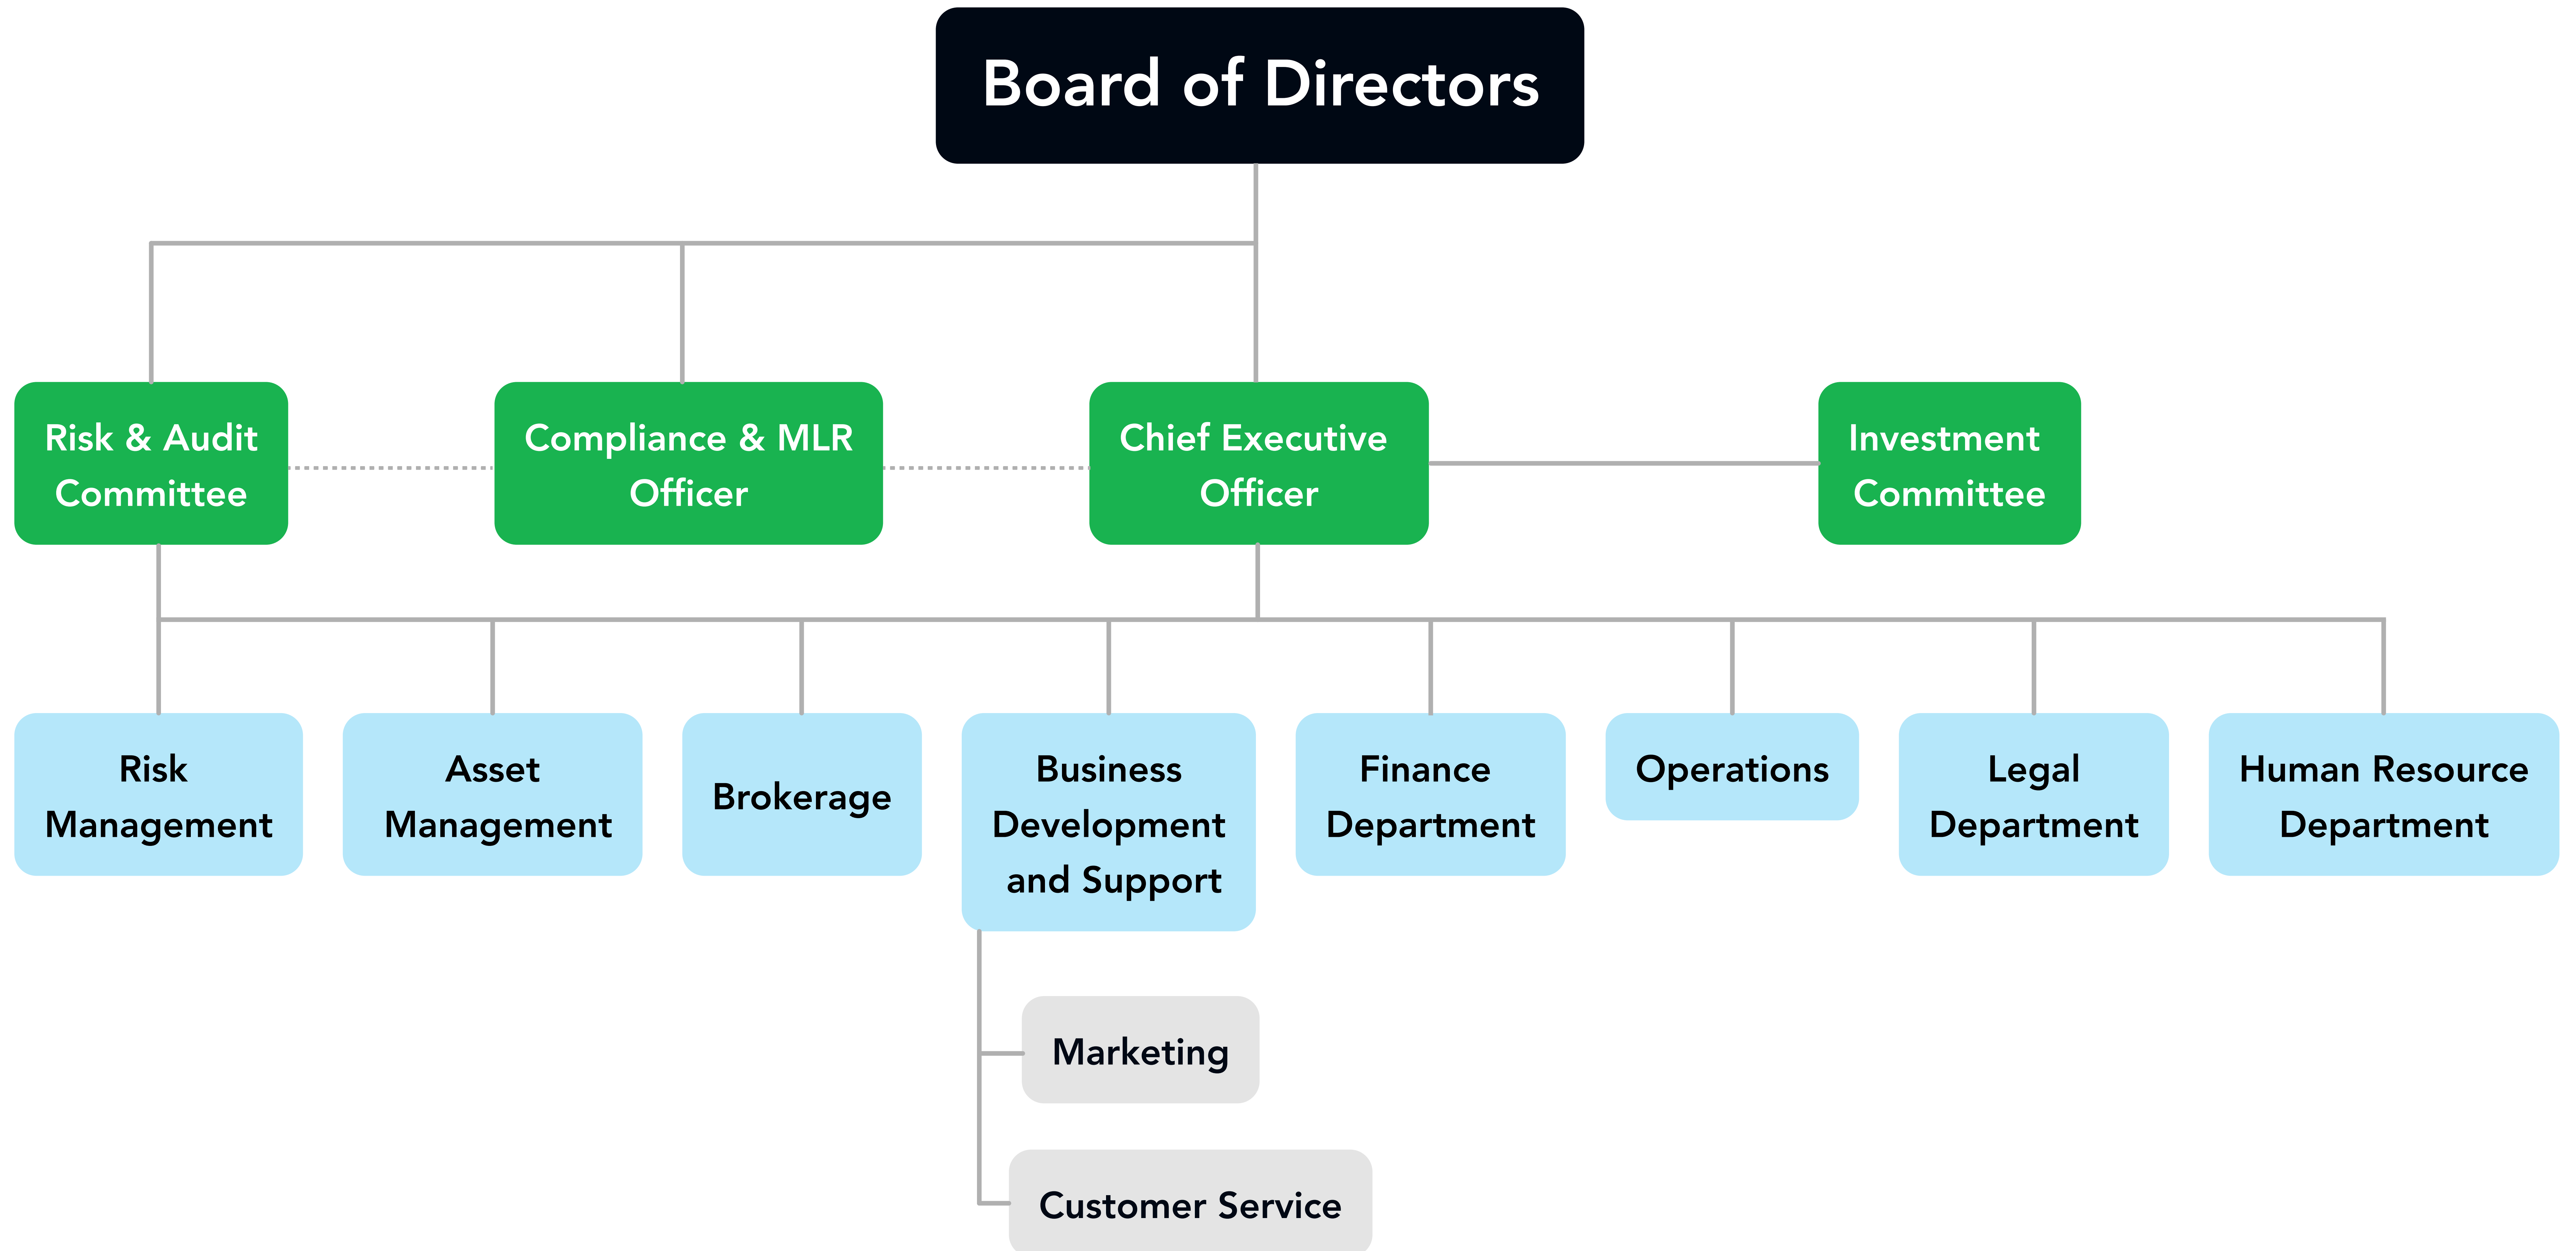 Board of Directors
Risk & Audit
Committee
Compliance & MLR
Officer
Chief Executive
Officer
Investment
Committee
Risk
Management
Asset
Management
Brokerage
Business
Development
and Support
Finance
Department
Operations
Legal
Department
Human Resource
Department
Marketing
Customer Service